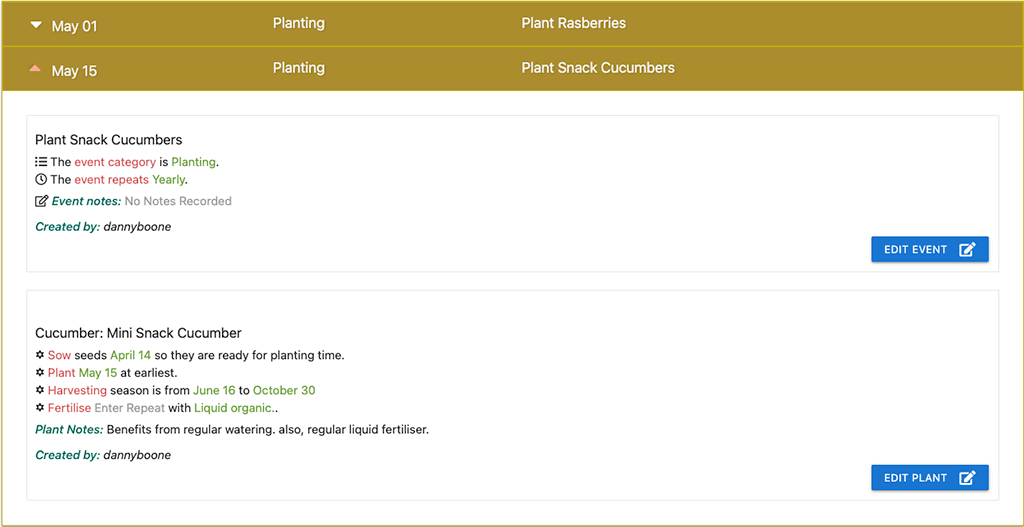 May 01 Planting Plant Rasberries
May 15 Planting Plant Snack Cucumbers
Plant Snack Cucumbers
The event category is Planting.
The event repeats Yearly.
Event notes: No Notes Recorded
Created by: dannyboone
EDIT EVENT
Cucumber: Mini Snack Cucumber
Sow seeds April 14 so they are ready for planting time.
Plant May 15 at earliest.
Harvesting season is from June 16 to October 30
Fertilise Enter Repeat with Liquid organic..
Plant Notes: Benefits from regular watering. also, regular liquid fertiliser.
Created by: dannyboone
EDIT PLANT